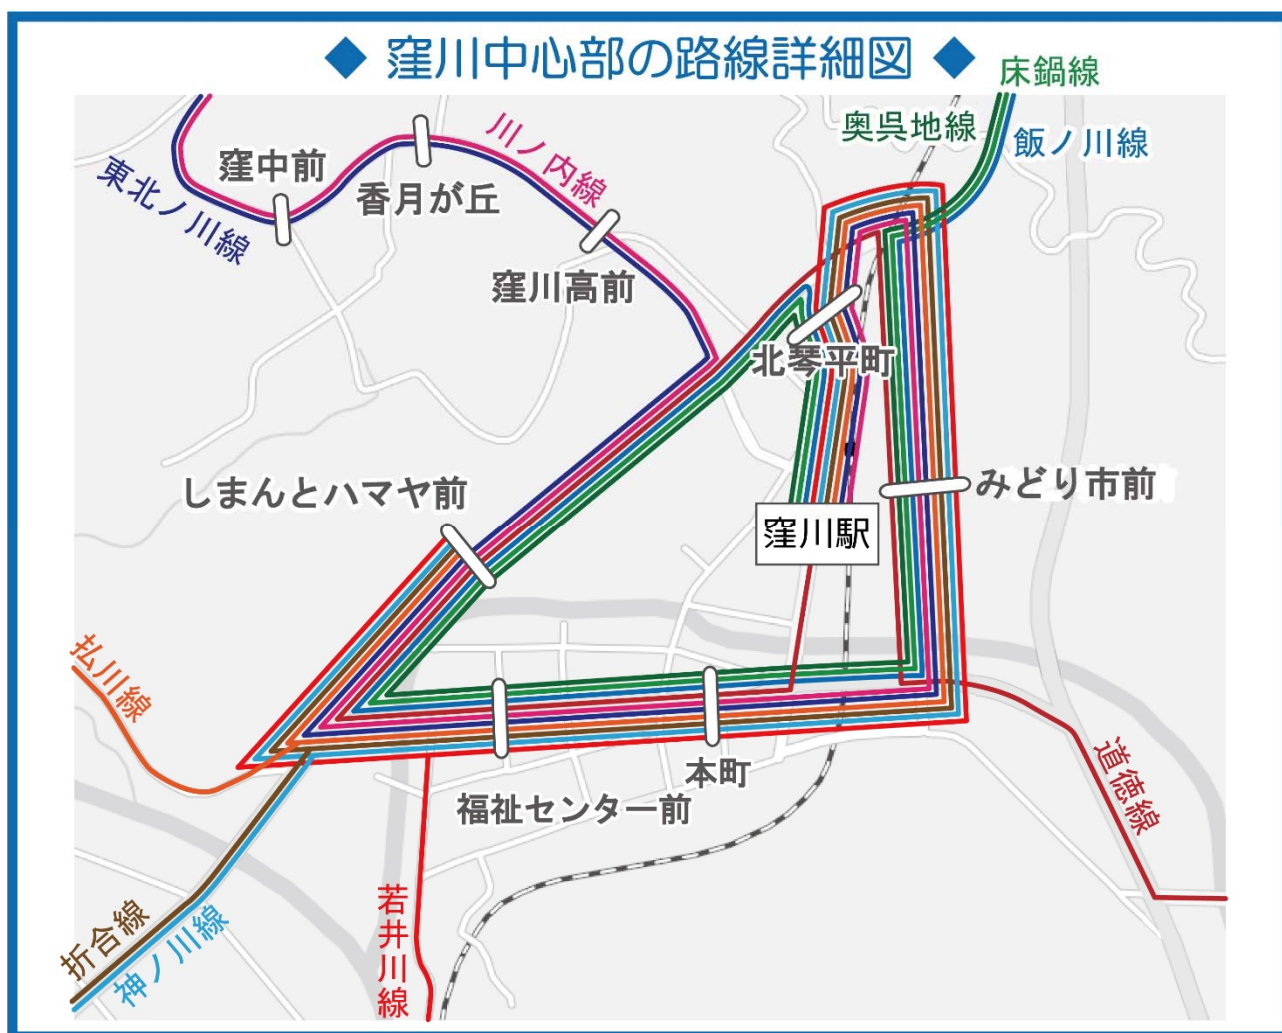 ◆ 窪川中心部の路線詳細図 ◆
床鍋線
奥呉地線
飯ノ川線
川ノ内線
窪中前
香月が丘
東北ノ川線
窪川高前
北琴平町
しまんとハマヤ前
みどり市前
窪川駅
払川線
本町
福祉センター前
道徳線
若井川線
折合線
神ノ川線